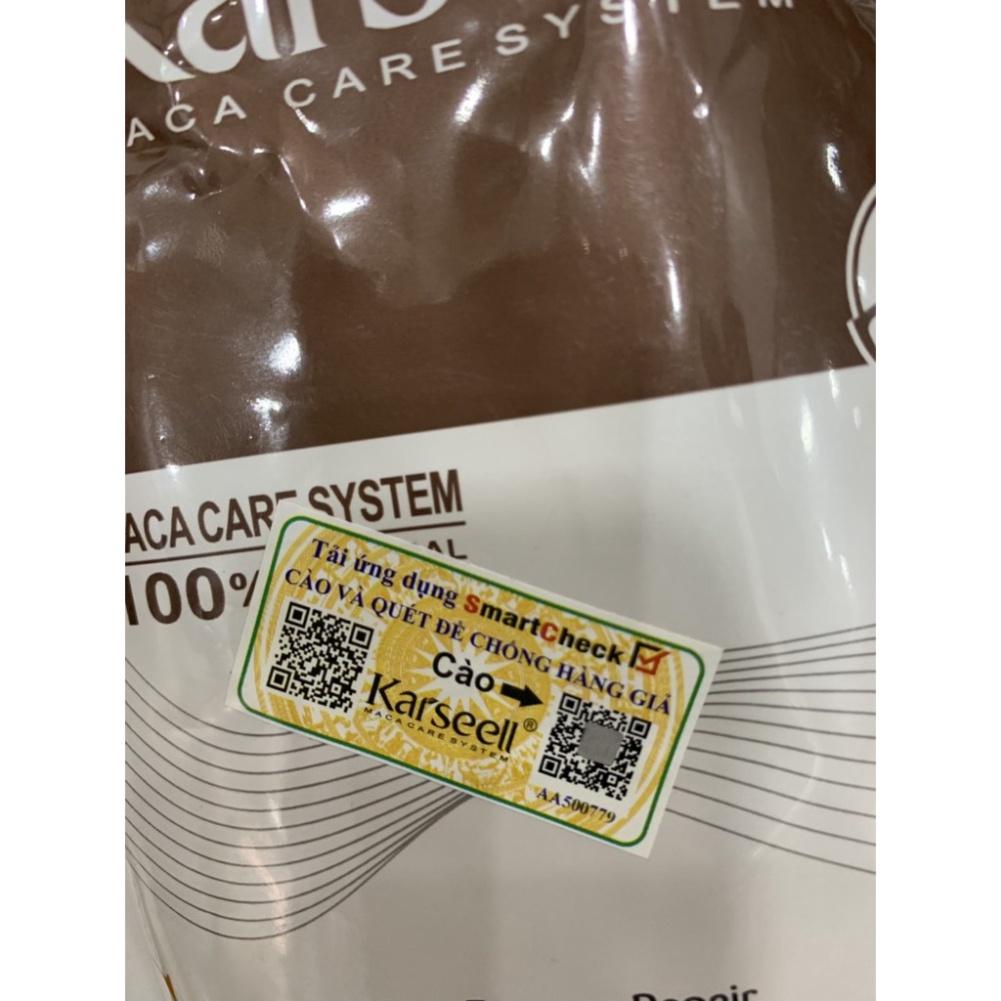 MACA CARE SYSTEM
ACA CARE SYSTEM
100%
Tải ứng dụng SmartCheck
CÀO VÀ QUÉT ĐỂ CHỐNG HÀNG GIẢ
Cào
Karseell®
MACA CARE SYSTEM
AA500779
Repair